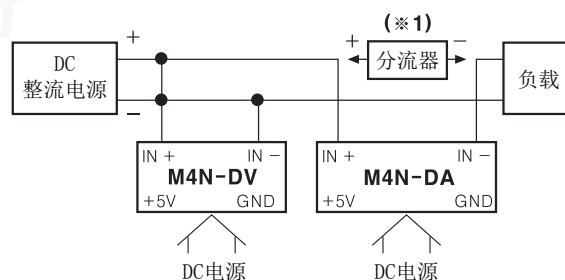 (※1)
+
+ 分流器 −
DC
整流电源
负载
−
IN + IN −
M4N-DV
+5V GND
IN + IN −
M4N-DA
+5V GND
DC电源
DC电源